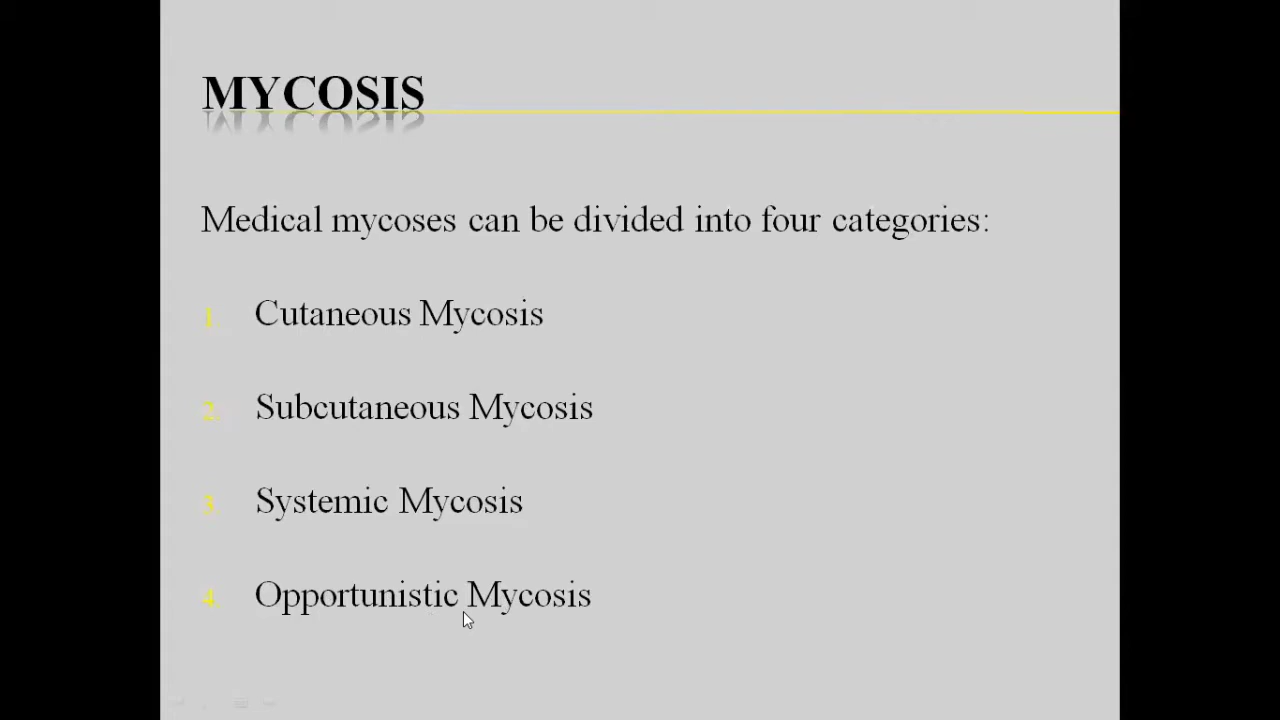 MYCOSIS
Medical mycoses can be divided into four categories:
1. Cutaneous Mycosis
2. Subcutaneous Mycosis
3. Systemic Mycosis
4. Opportunistic Mycosis